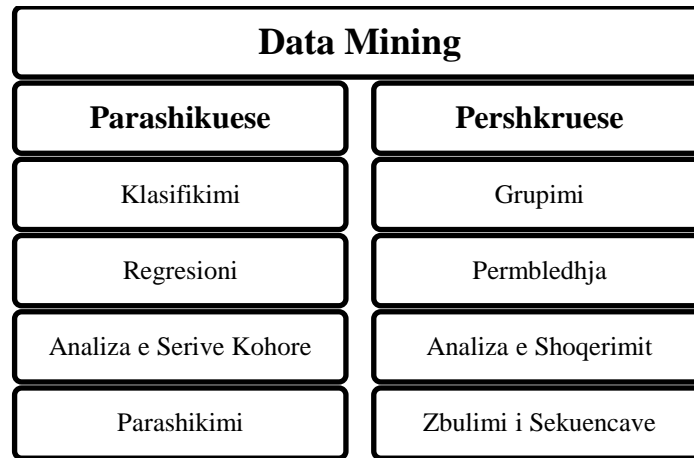 Data Mining
Parashikuese
Pershkruese
Klasifikimi
Grupimi
Regresioni
Permbledhja
Analiza e Serive Kohore
Analiza e Shoqerimit
Parashikimi
Zbulimi i Sekuencave